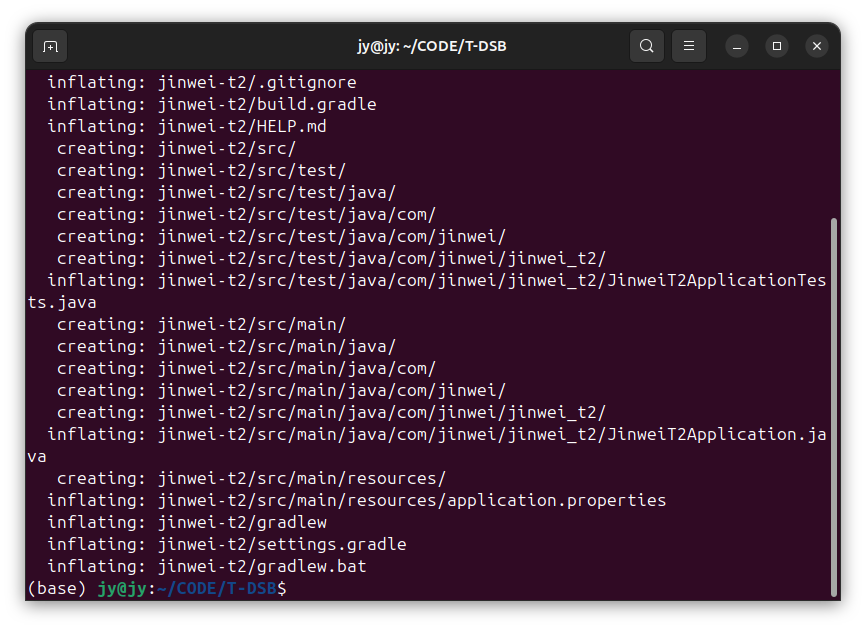 jy@jy: ~/CODE/T-DSB
inflating: jinwei-t2/.gitignore
inflating: jinwei-t2/build.gradle
inflating: jinwei-t2/HELP.md
creating: jinwei-t2/src/
creating: jinwei-t2/src/test/
creating: jinwei-t2/src/test/java/
creating: jinwei-t2/src/test/java/com/
creating: jinwei-t2/src/test/java/com/jinwei/
creating: jinwei-t2/src/test/java/com/jinwei/jinwei_t2/
inflating: jinwei-t2/src/test/java/com/jinwei/jinwei_t2/JinweiT2ApplicationTes
ts.java
creating: jinwei-t2/src/main/
creating: jinwei-t2/src/main/java/
creating: jinwei-t2/src/main/java/com/
creating: jinwei-t2/src/main/java/com/jinwei/
creating: jinwei-t2/src/main/java/com/jinwei/jinwei_t2/
inflating: jinwei-t2/src/main/java/com/jinwei/jinwei_t2/JinweiT2Application.ja
va
creating: jinwei-t2/src/main/resources/
inflating: jinwei-t2/src/main/resources/application.properties
inflating: jinwei-t2/gradlew
inflating: jinwei-t2/settings.gradle
inflating: jinwei-t2/gradlew.bat
(base) jy@jy:~/CODE/T-DSB$